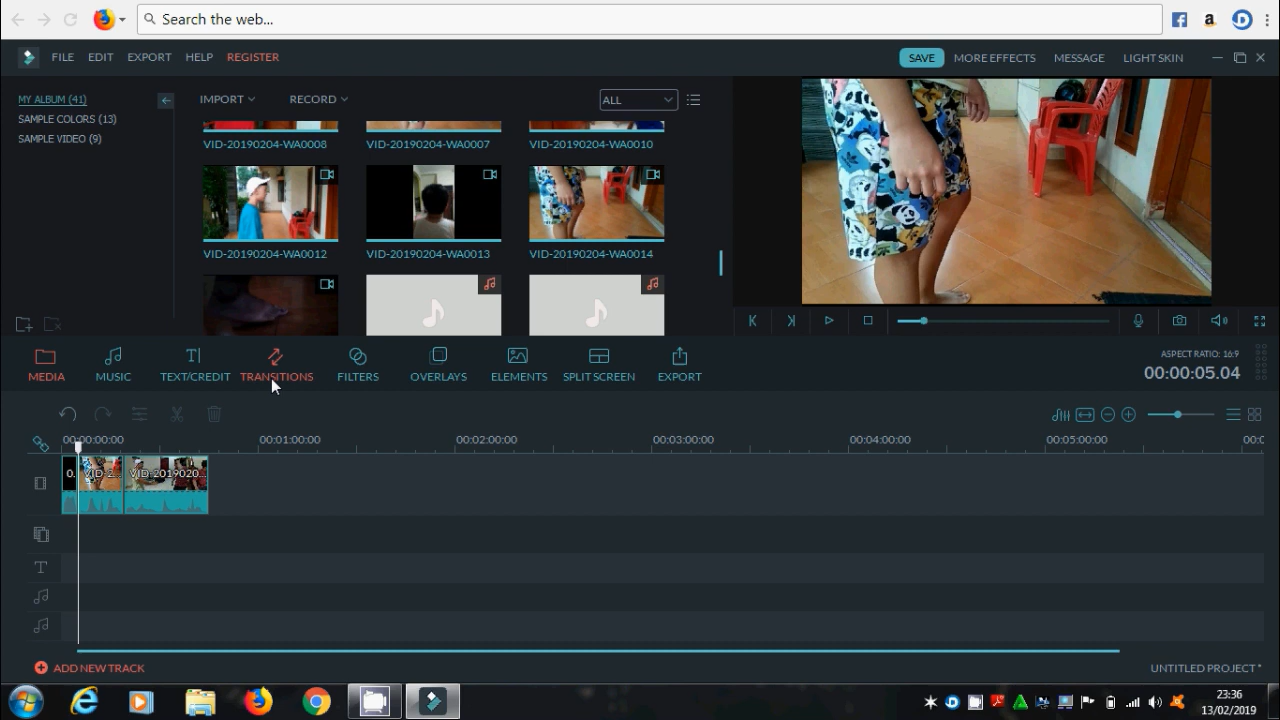 Search the web...
FILE EDIT EXPORT HELP REGISTER
SAVE MORE EFFECTS MESSAGE LIGHT SKIN
MY ALBUM (41)
SAMPLE COLORS (13)
SAMPLE VIDEO (9)
IMPORT RECORD ALL
VID-20190204-WA0008 VID-20190204-WA0007 VID-20190204-WA0010
VID-20190204-WA0012 VID-20190204-WA0013 VID-20190204-WA0014
MEDIA MUSIC TEXT/CREDIT TRANSITIONS FILTERS OVERLAYS ELEMENTS SPLIT SCREEN EXPORT
ASPECT RATIO: 16:9
00:00:05.04
00:00:00:00 00:01:00:00 00:02:00:00 00:03:00:00 00:04:00:00 00:05:00:00 00:0
0. VID-2... VID-2019020...
ADD NEW TRACK
UNTITLED PROJECT*
23:36
13/02/2019